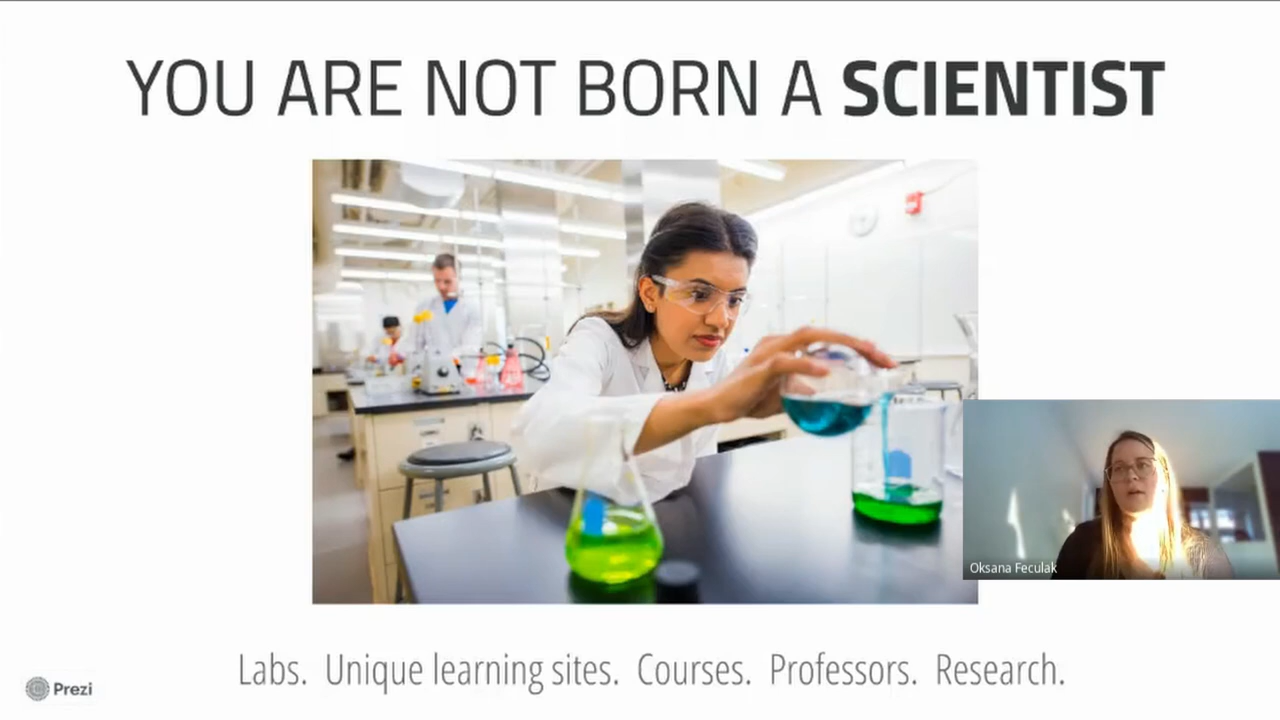 YOU ARE NOT BORN A SCIENTIST
Oksana Feculak
Labs. Unique learning sites. Courses. Professors. Research.
Prezi